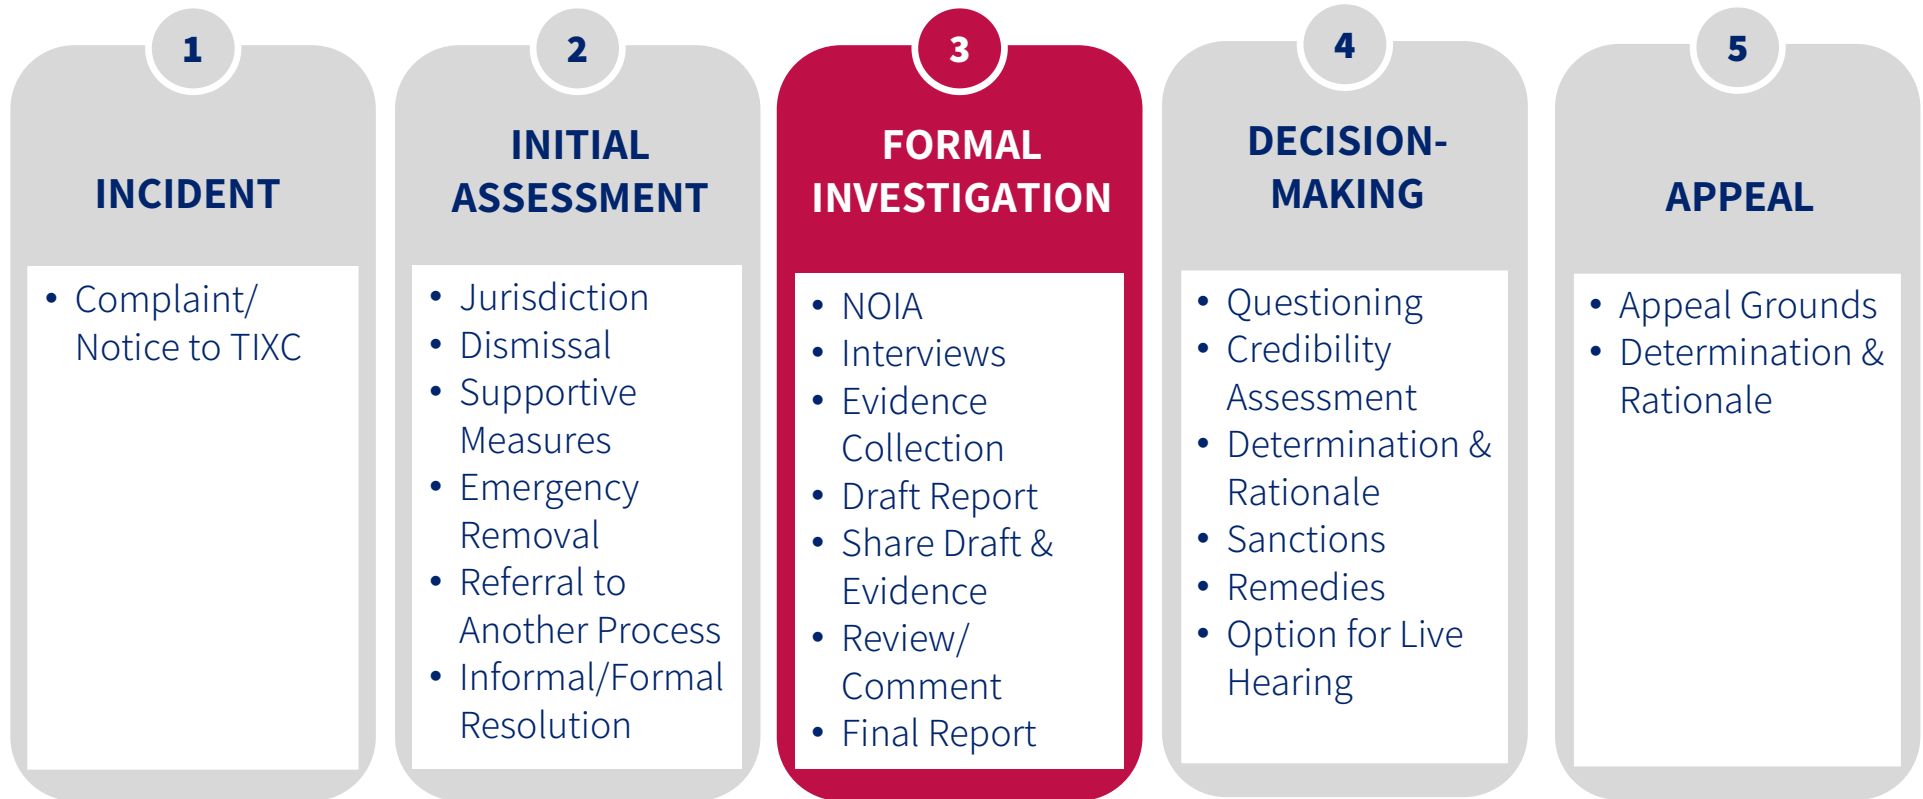 1
INCIDENT
• Complaint/
Notice to TIXC
2
INITIAL
ASSESSMENT
• Jurisdiction
• Dismissal
• Supportive
Measures
• Emergency
Removal
• Referral to
Another Process
• Informal/Formal
Resolution
3
FORMAL
INVESTIGATION
• NOIA
• Interviews
• Evidence
Collection
• Draft Report
• Share Draft &
Evidence
• Review/
Comment
• Final Report
4
DECISION-
MAKING
• Questioning
• Credibility
Assessment
• Determination &
Rationale
• Sanctions
• Remedies
• Option for Live
Hearing
5
APPEAL
• Appeal Grounds
• Determination &
Rationale